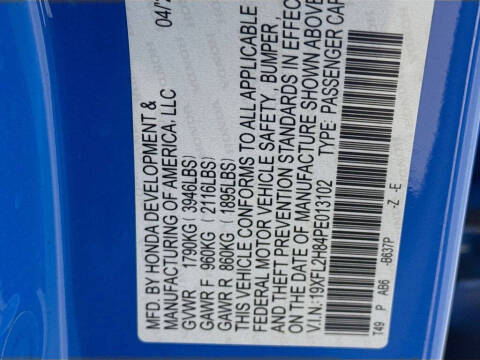 MFD. BY HONDA DEVELOPMENT & 04/
MANUFACTURING OF AMERICA, LLC
GVWR 1790KG ( 3946LBS)
GAWR F 960KG ( 2116LBS)
GAWR R 860KG ( 1895LBS)
THIS VEHICLE CONFORMS TO ALL APPLICABLE
FEDERAL MOTOR VEHICLE SAFETY , BUMPER ,
AND THEFT PREVENTION STANDARDS IN EFFECT
ON THE DATE OF MANUFACTURE SHOWN ABOVE
V.I.N: 19XFL2H84PE013102 TYPE: PASSENGER CAR
T49 P AB6 -B637P -Z -E